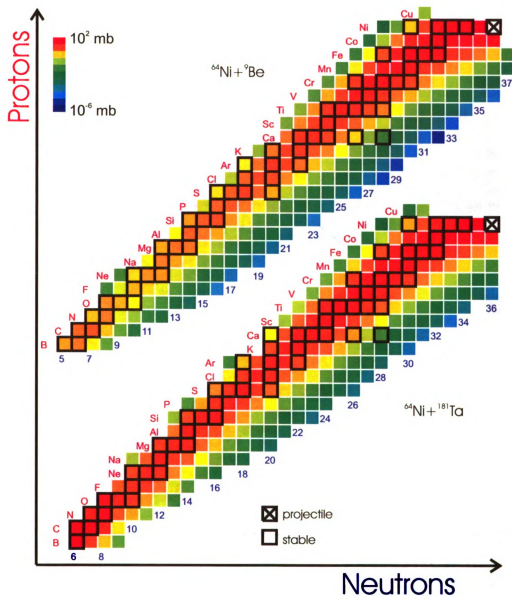 Protons
10² mb
10⁻⁶ mb
⁶⁴Ni+⁹Be
Cu
Ni
Co
Fe
Mn
Cr
V
Ti
Sc
Ca
K
Ar
Cl
S
P
Si
Al
Mg
Na
Ne
F
O
N
C
B
5
7
9
11
13
15
17
19
21
23
25
27
29
31
33
35
37
⁶⁴Ni+¹⁸¹Ta
Cu
Ni
Co
Fe
Mn
Cr
V
Ti
Sc
Ca
K
Ar
Cl
S
P
Si
Al
Mg
Na
Ne
F
O
N
C
B
6
8
10
12
14
16
18
20
22
24
26
28
30
32
34
36
projectile
stable
Neutrons